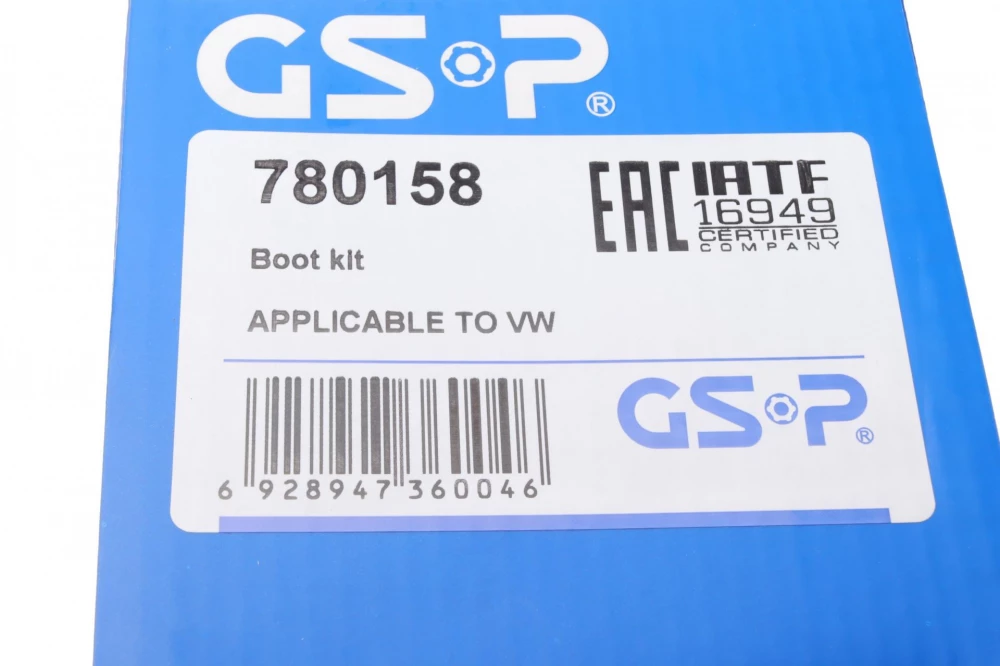 GSP®
780158
EAC
IATF
16949
CERTIFIED
COMPANY
Boot kit
APPLICABLE TO VW
GSP®
6 928947 360046